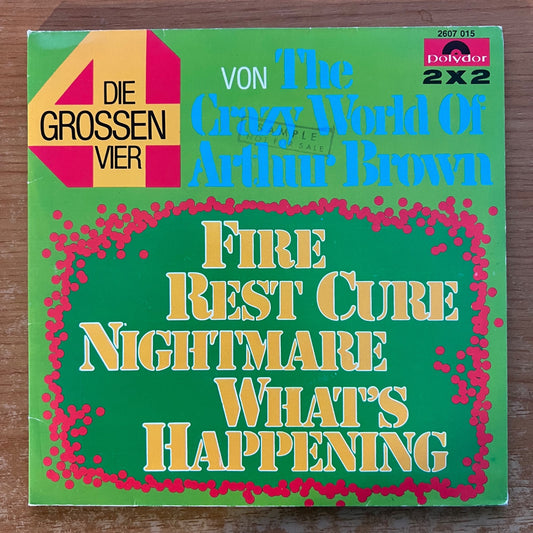 2607 015
polydor
2X2
4
DIE
GROSSEN
VIER
VON The
Crazy World Of
Arthur Brown
SAMPLE
NOT FOR SALE
FIRE
REST CURE
NIGHTMARE
WHAT'S
HAPPENING